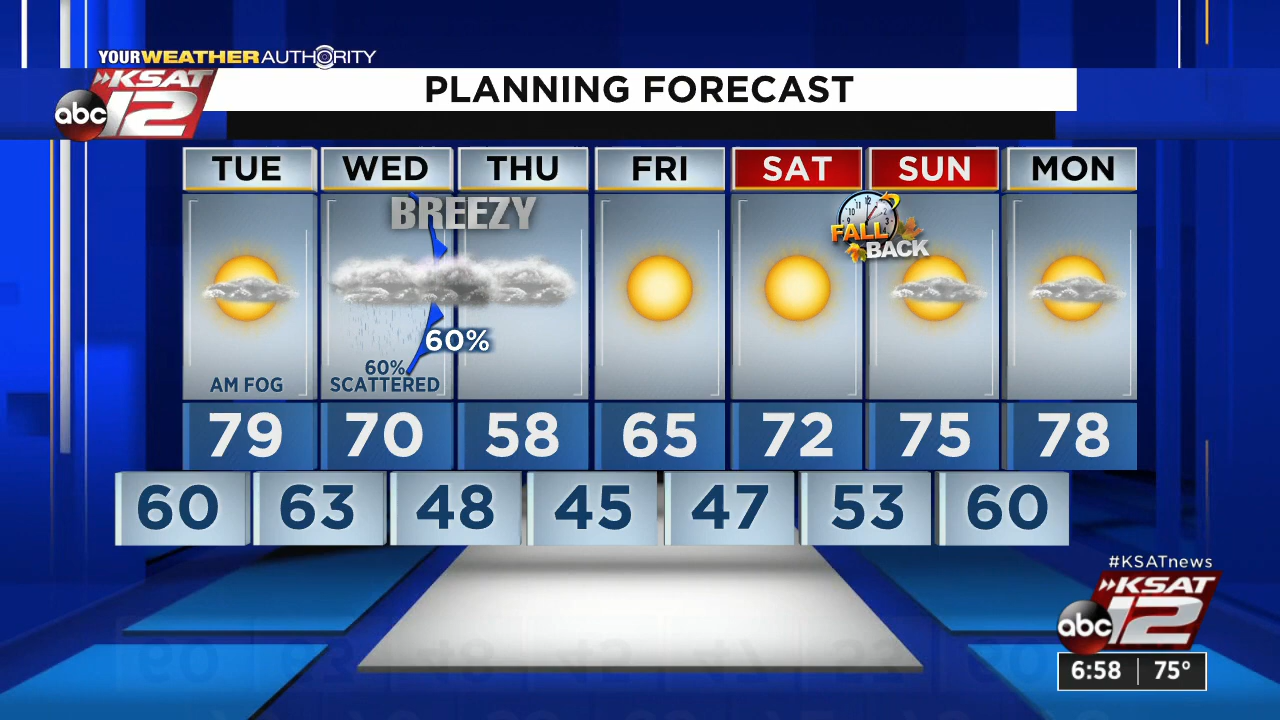 YOURWEATHERAUTHORITY
KSAT
abc 12
PLANNING FORECAST
TUE WED THU FRI SAT SUN MON
BREEZY
FALL
BACK
60%
60%
AM FOG SCATTERED
79 70 58 65 72 75 78
60 63 48 45 47 53 60
#KSATnews
KSAT
abc 12
6:58 75°